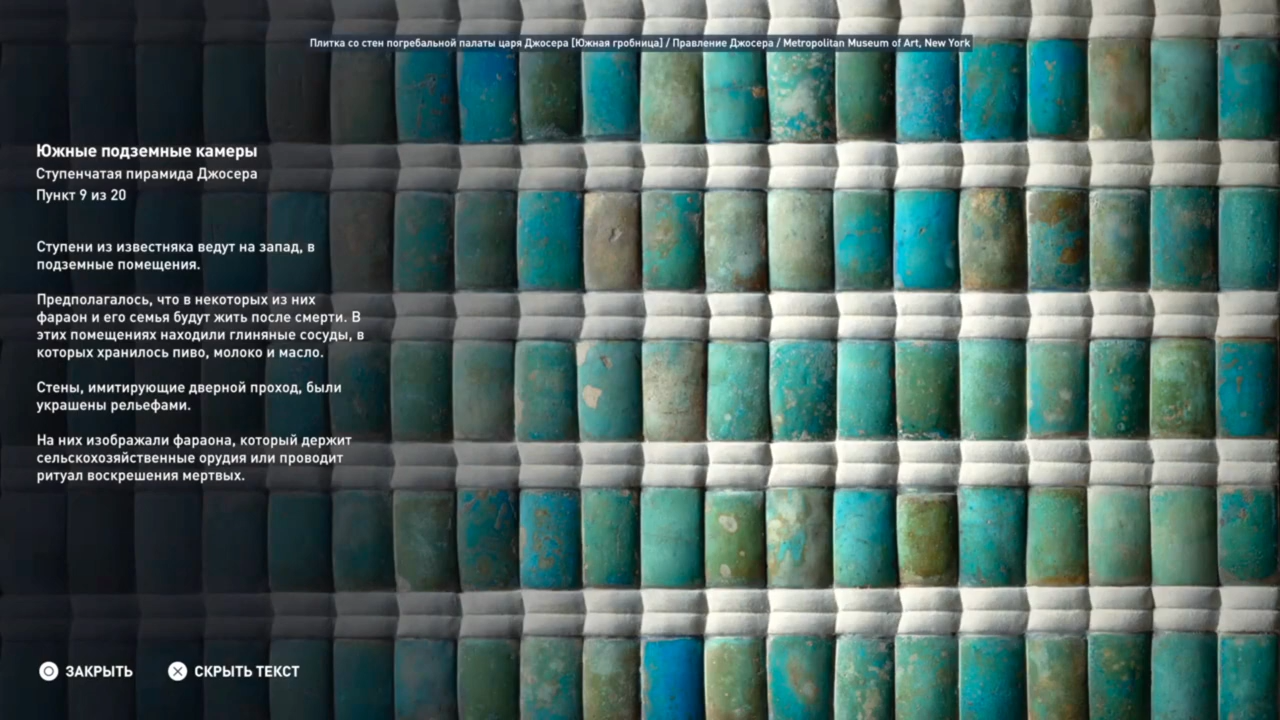 Плитка со стен погребальной палаты царя Джосера [Южная гробница] / Правление Джосера / Metropolitan Museum of Art, New York
Южные подземные камеры
Ступенчатая пирамида Джосера
Пункт 9 из 20
Ступени из известняка ведут на запад, в
подземные помещения.
Предполагалось, что в некоторых из них
фараон и его семья будут жить после смерти. В
этих помещениях находили глиняные сосуды, в
которых хранилось пиво, молоко и масло.
Стены, имитирующие дверной проход, были
украшены рельефами.
На них изображали фараона, который держит
сельскохозяйственные орудия или проводит
ритуал воскрешения мертвых.
ЗАКРЫТЬ
СКРЫТЬ ТЕКСТ